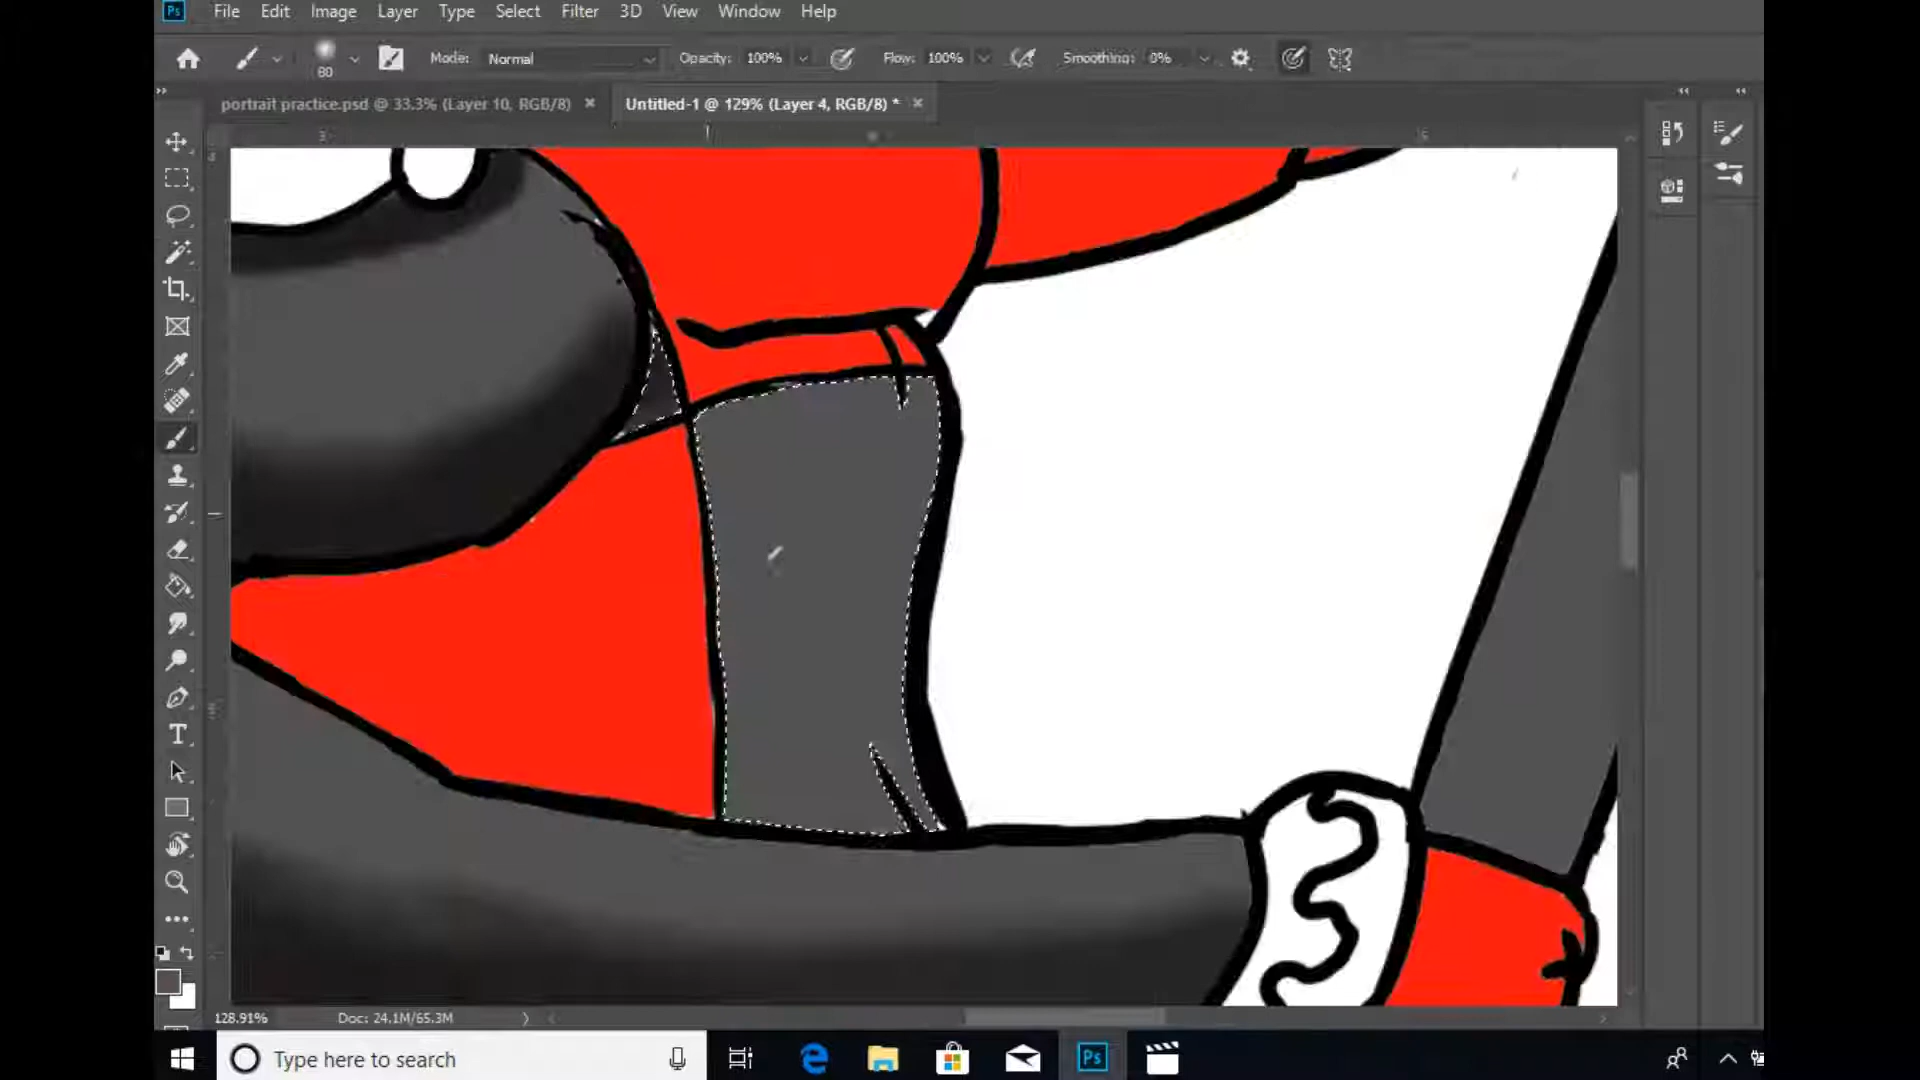 Ps File Edit Image Layer Type Select Filter 3D View Window Help
80 Mode: Normal Opacity: 100% Flow: 100% Smoothing: 0%
portrait practice.psd @ 33.3% (Layer 10, RGB/8) × Untitled-1 @ 129% (Layer 4, RGB/8) * ×
T
128.91% Doc: 24.1M/65.3M
Type here to search
Ps